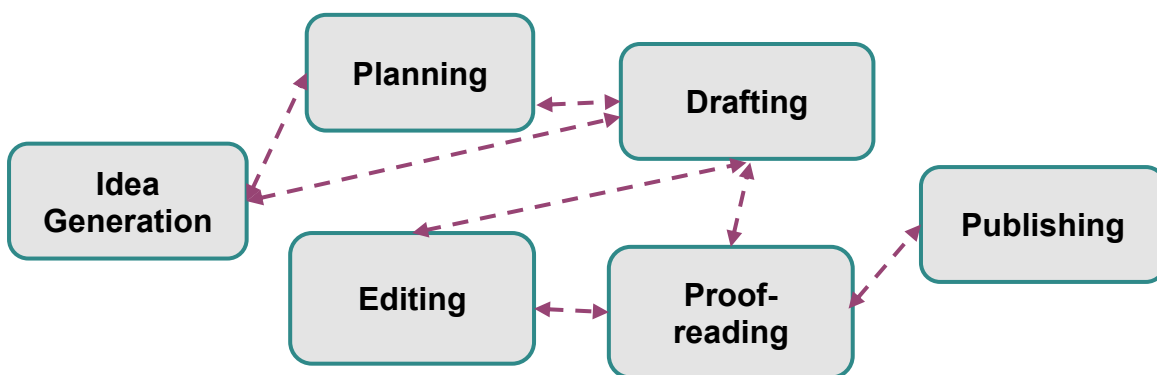 Planning
Drafting
Idea
Generation
Publishing
Editing
Proof-
reading